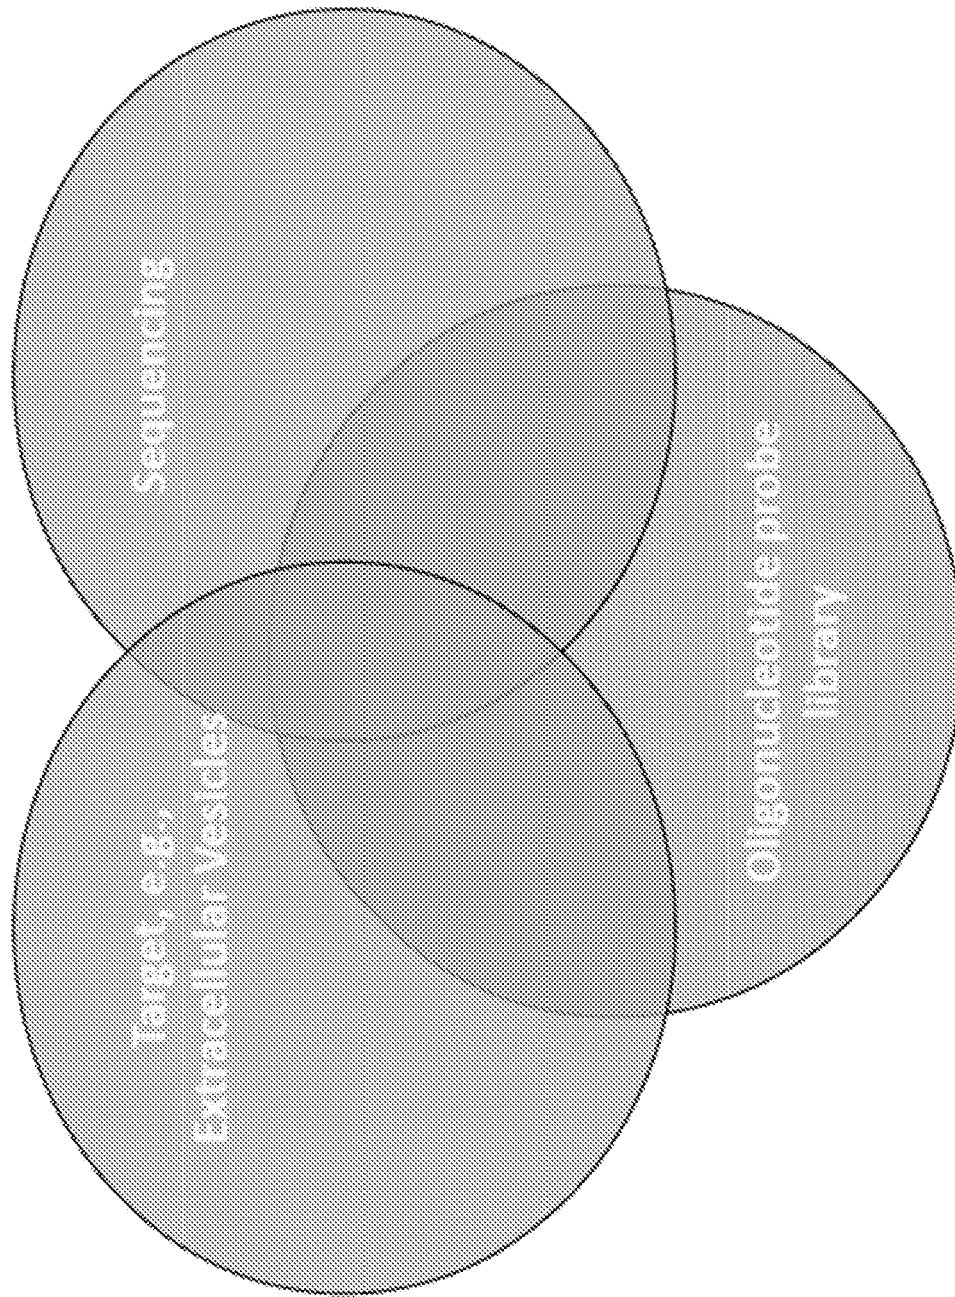 Target, e.g.,
Extracellular Vesicles
Sequencing
Oligonucleotide probe
library